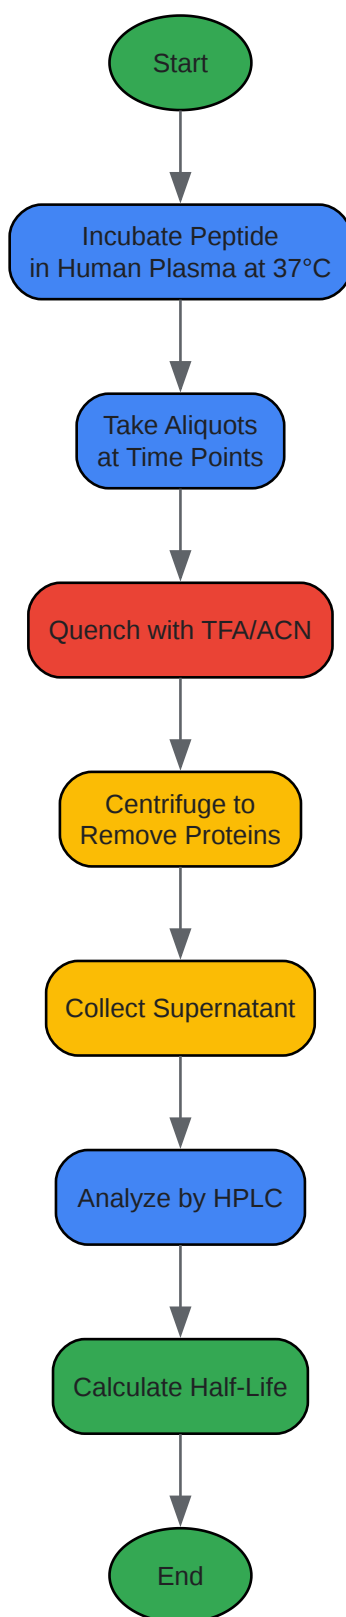 Start
Incubate Peptide
in Human Plasma at 37°C
Take Aliquots
at Time Points
Quench with TFA/ACN
Centrifuge to
Remove Proteins
Collect Supernatant
Analyze by HPLC
Calculate Half-Life
End